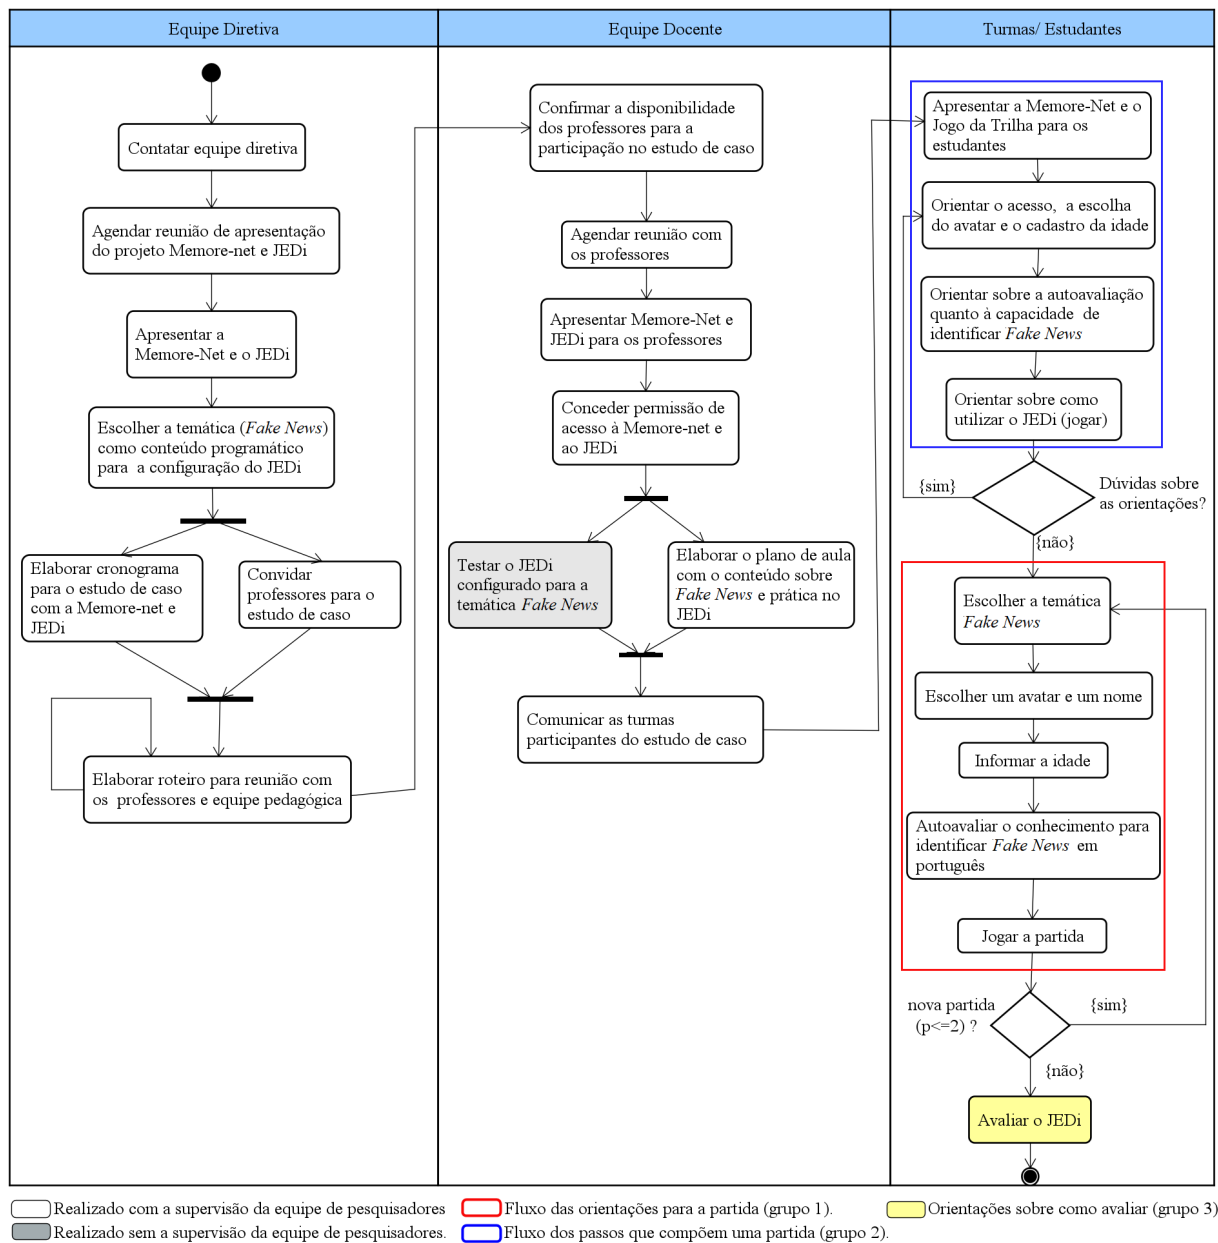 Equipe Diretiva
Equipe Docente
Turmas/ Estudantes
Contatar equipe diretiva
Agendar reunião de apresentação
do projeto Memore-net e JEDi
Apresentar a
Memore-Net e o JEDi
Escolher a temática (Fake News)
como conteúdo programático
para a configuração do JEDi
Elaborar cronograma
para o estudo de caso
com a Memore-net e
JEDi
Convidar
professores para o
estudo de caso
Elaborar roteiro para reunião com
os professores e equipe pedagógica
Confirmar a disponibilidade
dos professores para a
participação no estudo de caso
Agendar reunião com
os professores
Apresentar Memore-Net e
JEDi para os professores
Conceder permissão de
acesso à Memore-net e
ao JEDi
Testar o JEDi
configurado para a
temática Fake News
Elaborar o plano de aula
com o conteúdo sobre
Fake News e prática no
JEDi
Comunicar as turmas
participantes do estudo de caso
Apresentar a Memore-Net e o
Jogo da Trilha para os
estudantes
Orientar o acesso, a escolha
do avatar e o cadastro da idade
Orientar sobre a autoavaliação
quanto à capacidade de
identificar Fake News
Orientar sobre como
utilizar o JEDi (jogar)
{sim}
Dúvidas sobre
as orientações?
{não}
Escolher a temática
Fake News
Escolher um avatar e um nome
Informar a idade
Autoavaliar o conhecimento para
identificar Fake News em
português
Jogar a partida
nova partida
(p<=2) ?
{sim}
{não}
Avaliar o JEDi
Realizado com a supervisão da equipe de pesquisadores
Realizado sem a supervisão da equipe de pesquisadores.
Fluxo das orientações para a partida (grupo 1).
Fluxo dos passos que compõem uma partida (grupo 2).
Orientações sobre como avaliar (grupo 3)